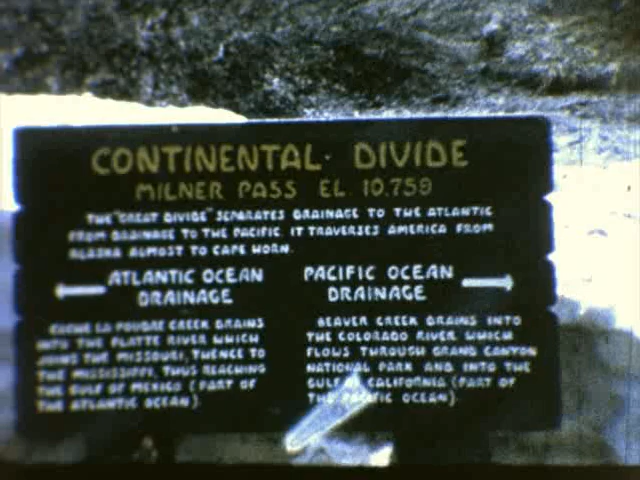 CONTINENTAL · DIVIDE
MILNER PASS EL. 10.759
THE "GREAT DIVIDE" SEPARATES DRAINAGE TO THE ATLANTIC
FROM DRAINAGE TO THE PACIFIC. IT TRAVERSES AMERICA FROM
ALASKA ALMOST TO CAPE HORN.
ATLANTIC OCEAN
DRAINAGE
CACHE LA POUDRE CREEK DRAINS
INTO THE PLATTE RIVER WHICH
JOINS THE MISSOURI, THENCE TO
THE MISSISSIPPI, THUS REACHING
THE GULF OF MEXICO (PART OF
THE ATLANTIC OCEAN).
PACIFIC OCEAN
DRAINAGE
BEAVER CREEK DRAINS INTO
THE COLORADO RIVER WHICH
FLOWS THROUGH GRAND CANYON
NATIONAL PARK AND INTO THE
GULF OF CALIFORNIA (PART OF
THE PACIFIC OCEAN).